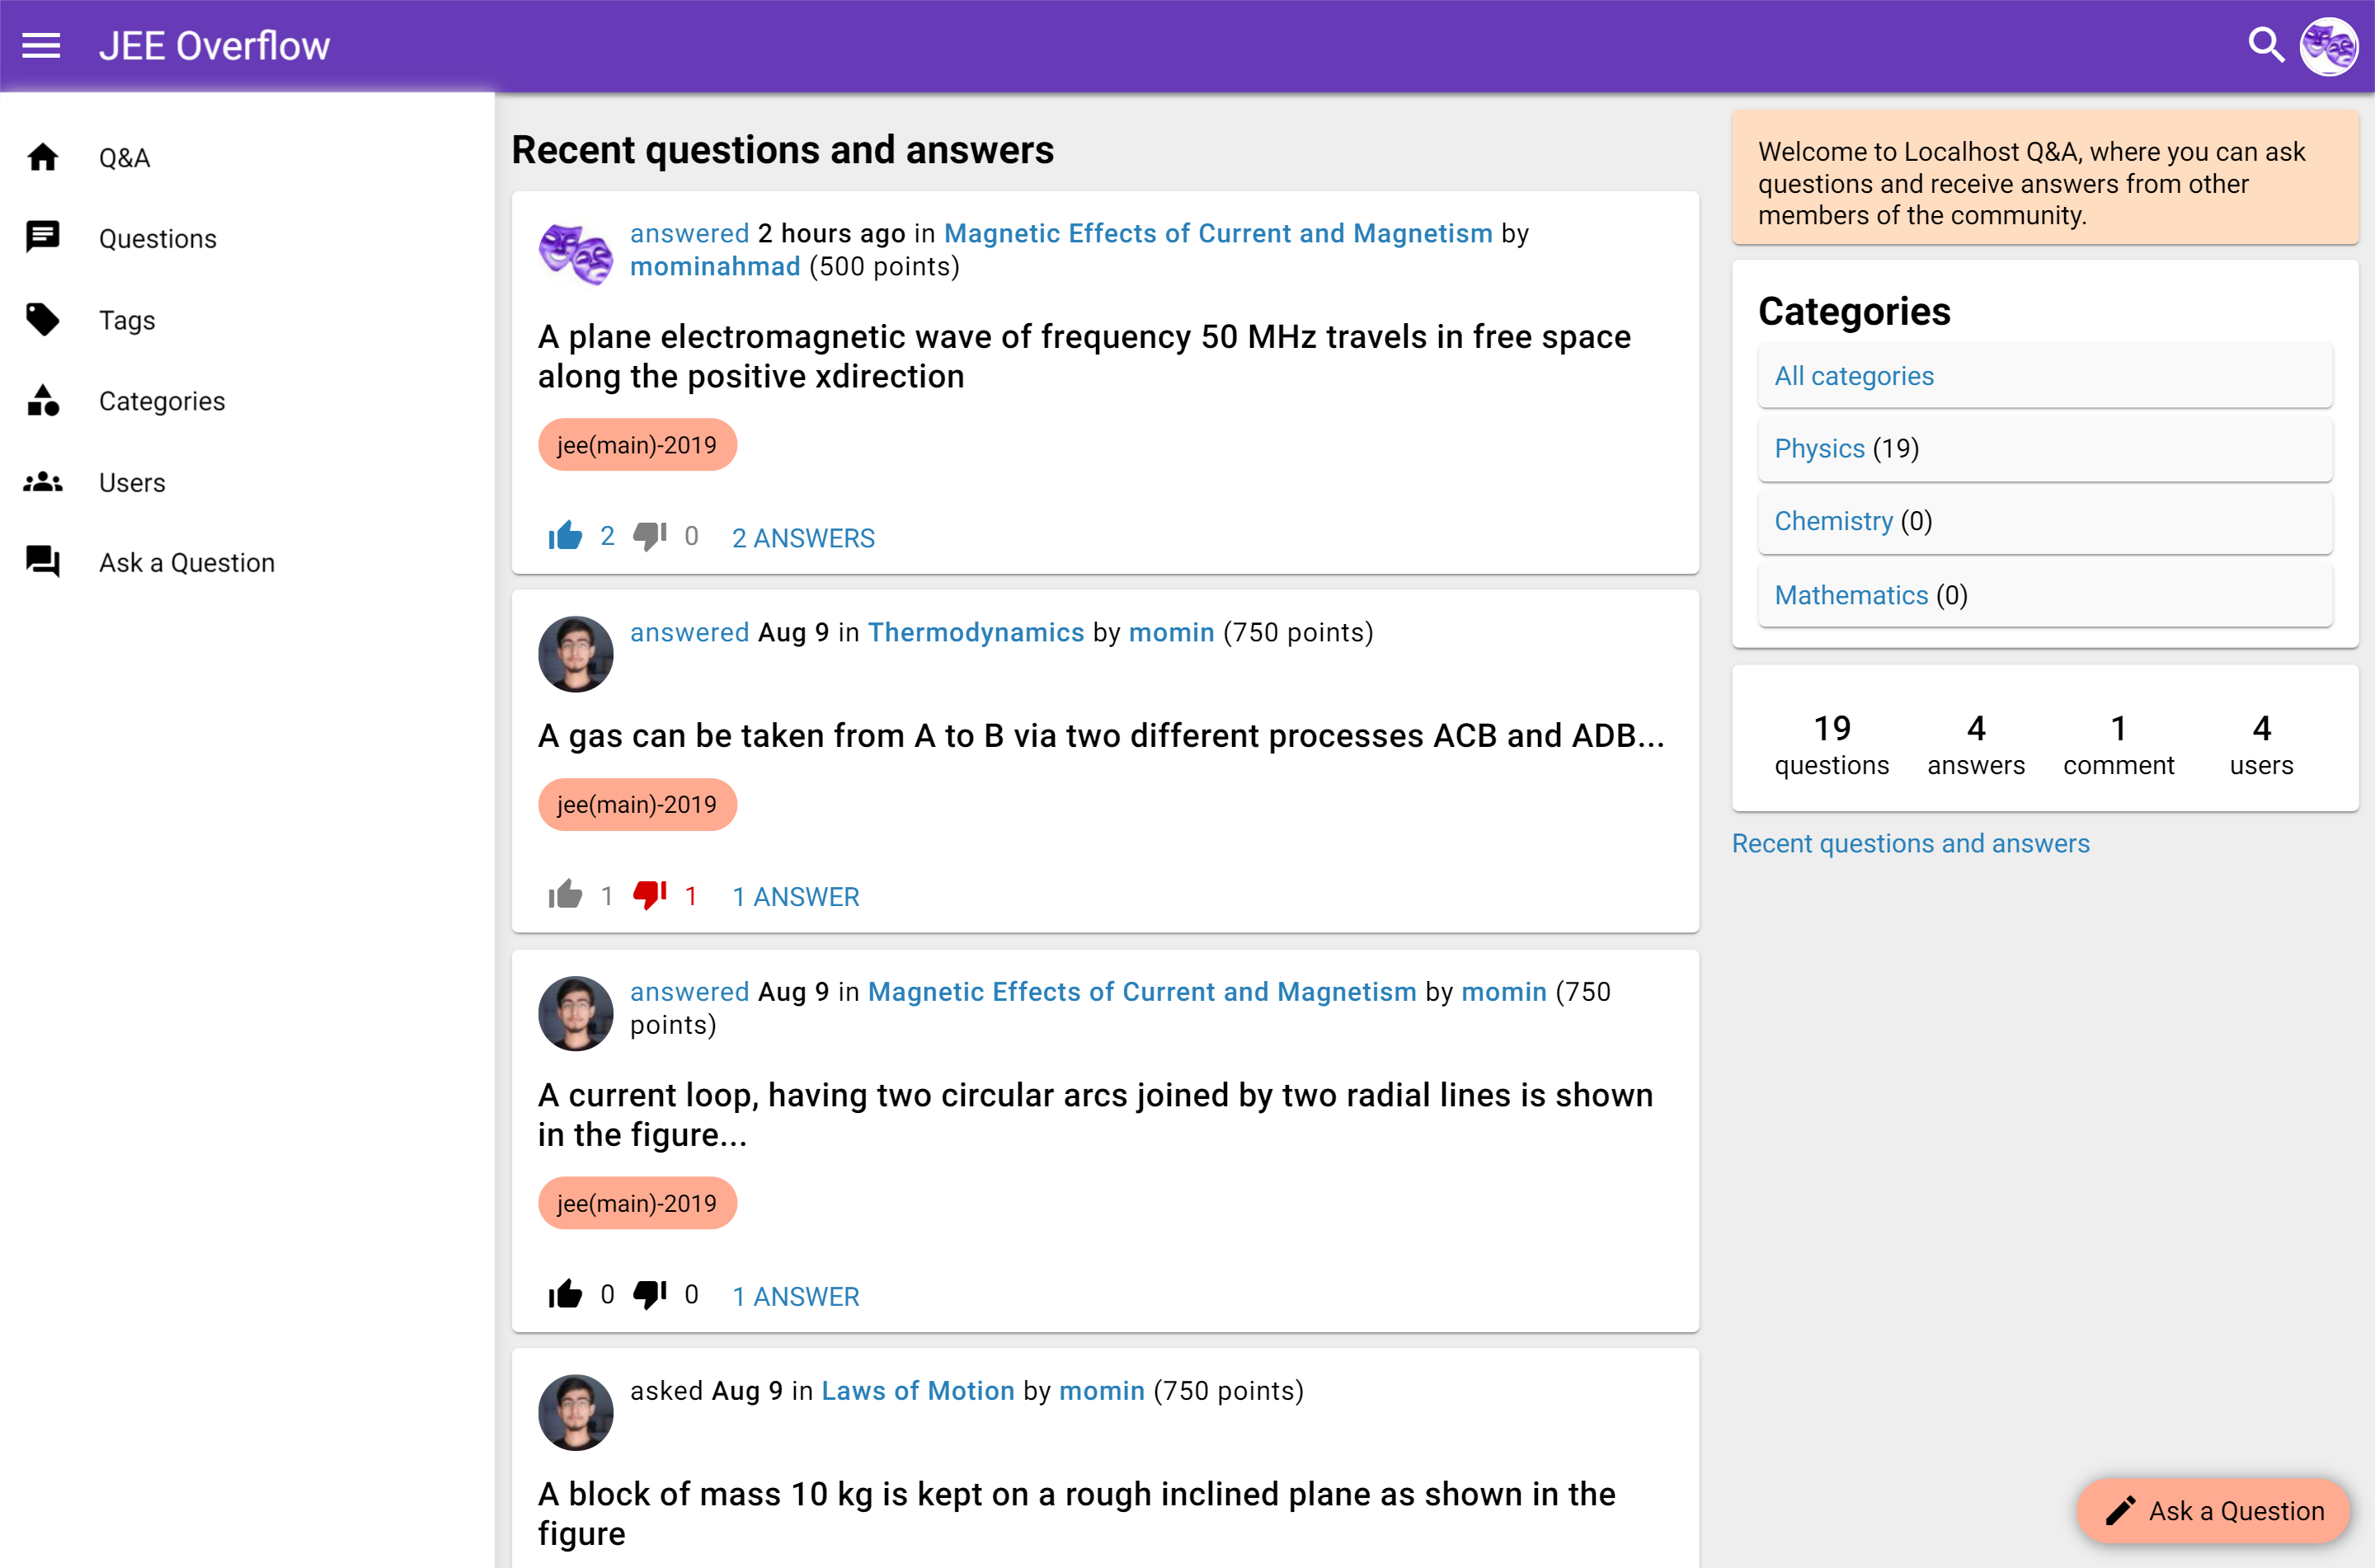 JEE Overflow
Q&A
Questions
Tags
Categories
Users
Ask a Question
Recent questions and answers
answered 2 hours ago in Magnetic Effects of Current and Magnetism by
mominahmad (500 points)
A plane electromagnetic wave of frequency 50 MHz travels in free space
along the positive xdirection
jee(main)-2019
2 0 2 ANSWERS
answered Aug 9 in Thermodynamics by momin (750 points)
A gas can be taken from A to B via two different processes ACB and ADB...
jee(main)-2019
1 1 1 ANSWER
answered Aug 9 in Magnetic Effects of Current and Magnetism by momin (750
points)
A current loop, having two circular arcs joined by two radial lines is shown
in the figure...
jee(main)-2019
0 0 1 ANSWER
asked Aug 9 in Laws of Motion by momin (750 points)
A block of mass 10 kg is kept on a rough inclined plane as shown in the
figure
Welcome to Localhost Q&A, where you can ask
questions and receive answers from other
members of the community.
Categories
All categories
Physics (19)
Chemistry (0)
Mathematics (0)
19 4 1 4
questions answers comment users
Recent questions and answers
Ask a Question